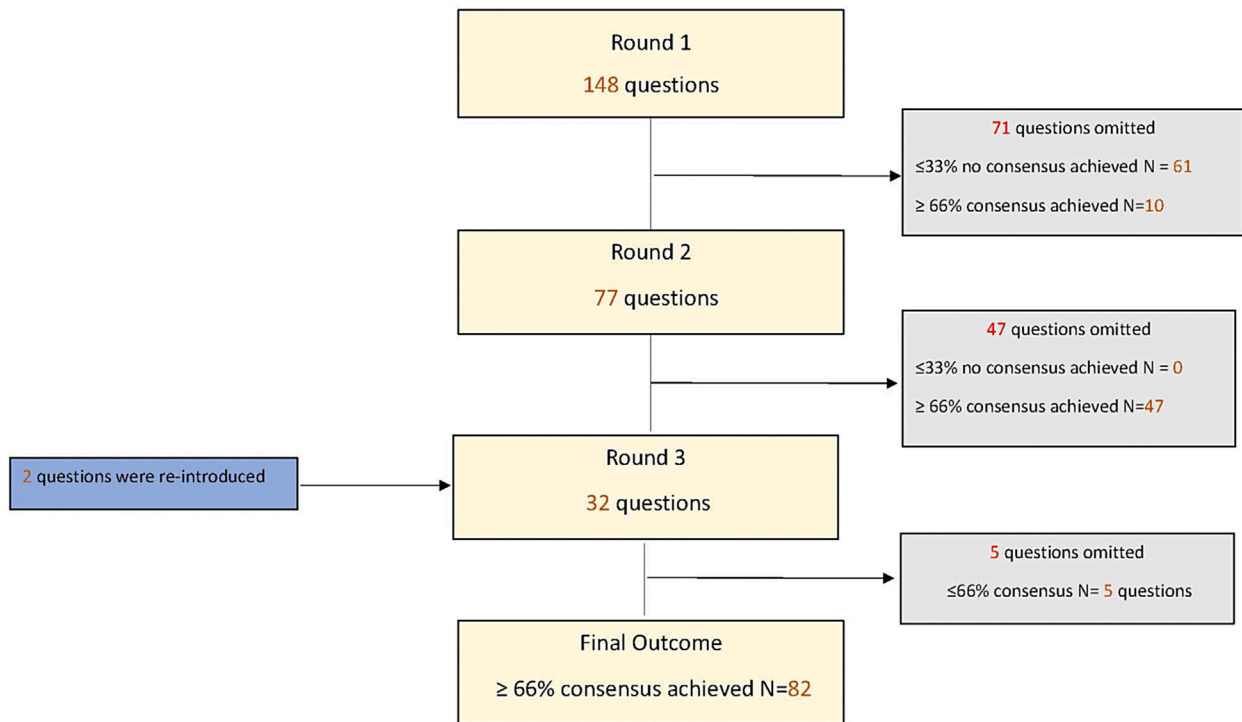 Round 1
148 questions
71 questions omitted
≤33% no consensus achieved N = 61
≥ 66% consensus achieved N=10
Round 2
77 questions
47 questions omitted
≤33% no consensus achieved N = 0
≥ 66% consensus achieved N=47
2 questions were re-introduced
Round 3
32 questions
5 questions omitted
≤66% consensus N= 5 questions
Final Outcome
≥ 66% consensus achieved N=82